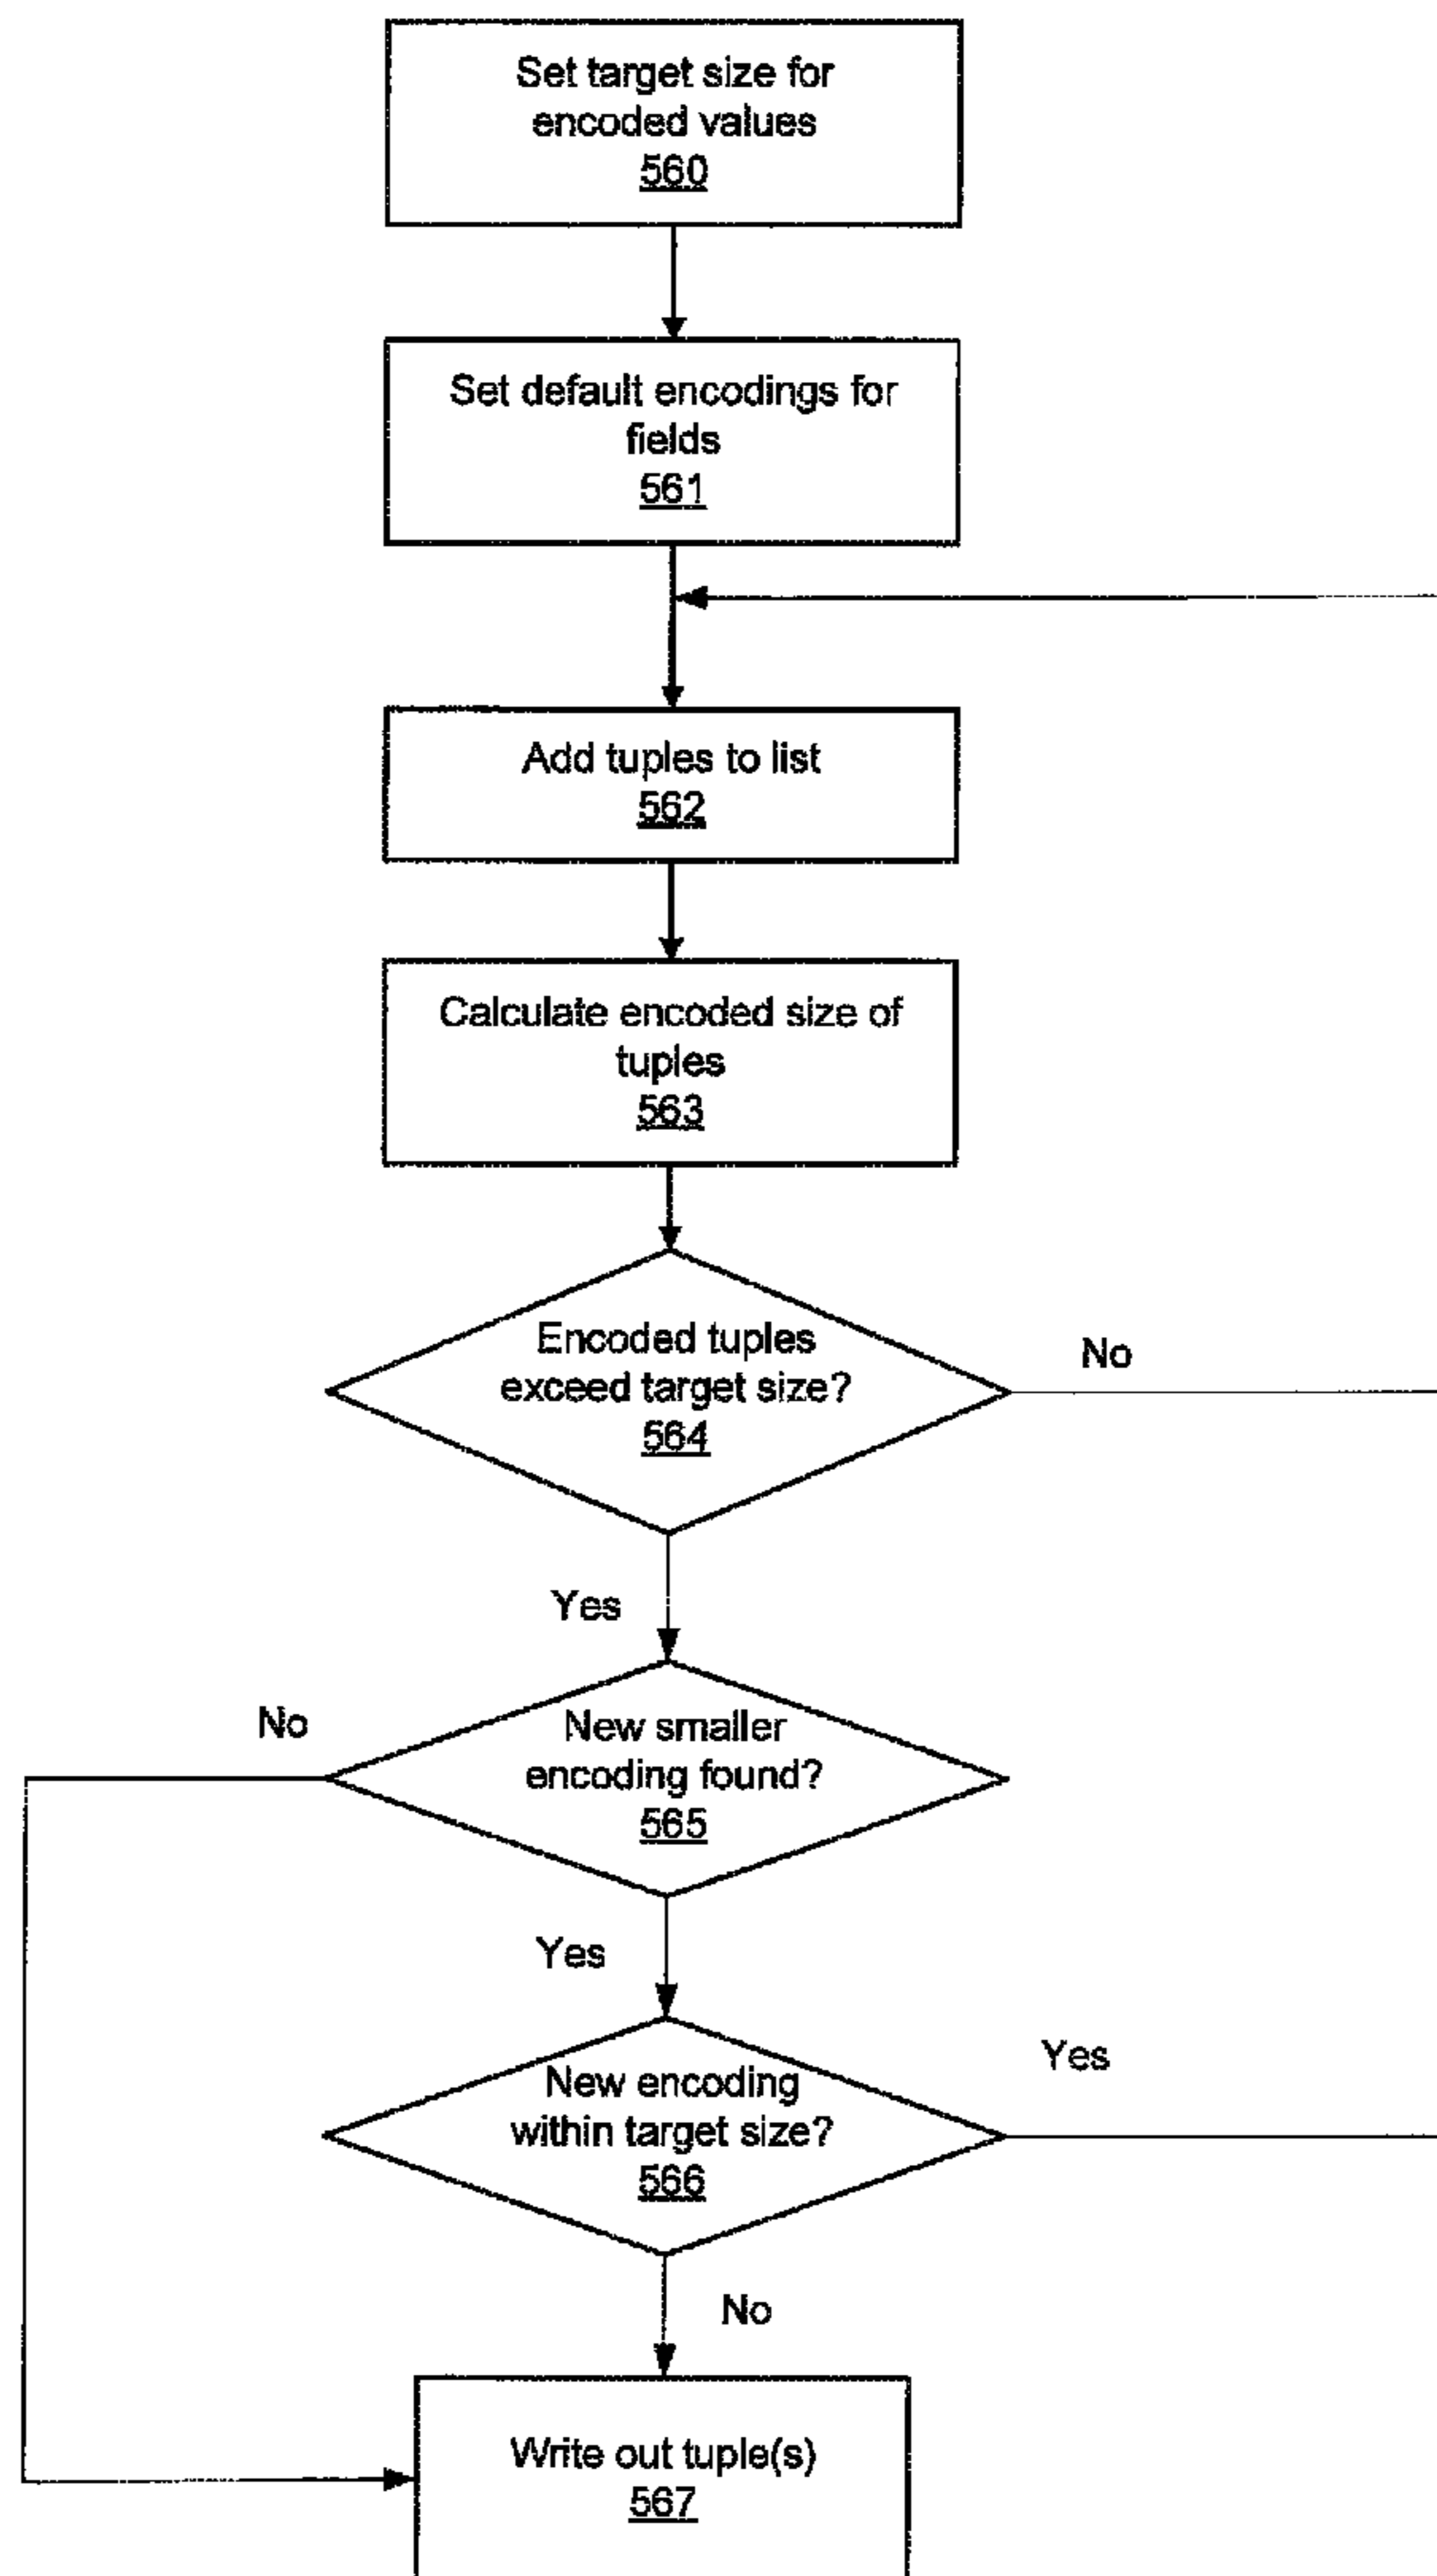 Set target size for
encoded values
560
Set default encodings for
fields
561
Add tuples to list
562
Calculate encoded size of
tuples
563
Encoded tuples
exceed target size?
564
No
Yes
No
New smaller
encoding found?
565
Yes
Yes
New encoding
within target size?
566
No
Write out tuple(s)
567